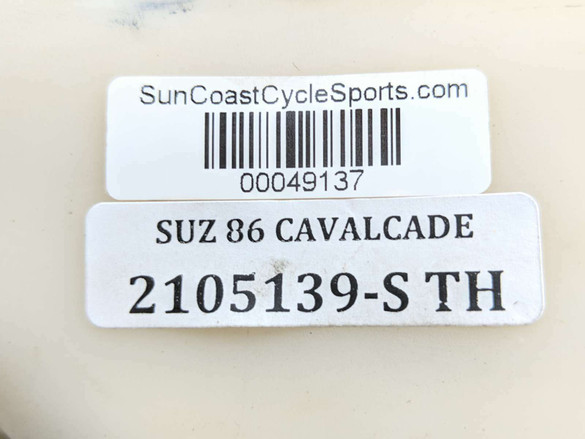 SunCoastCycleSports.com
00049137
SUZ 86 CAVALCADE
2105139-S TH